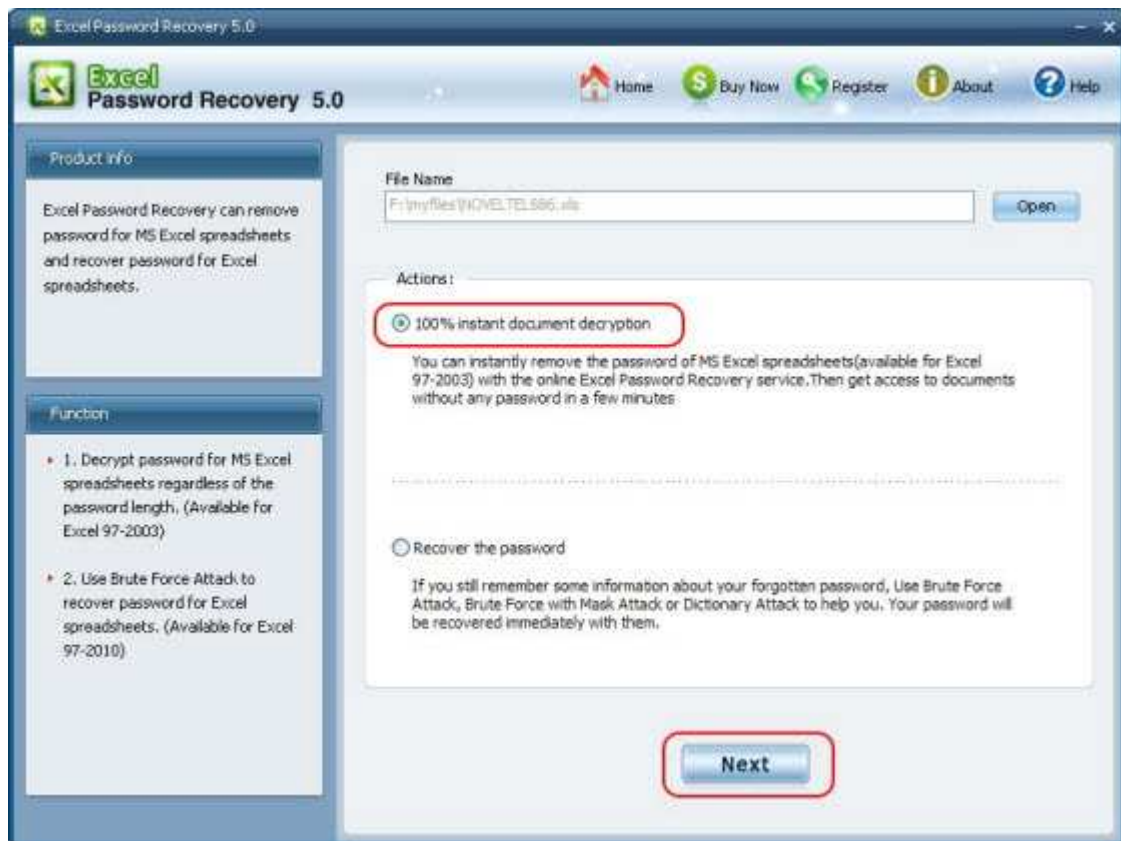 Excel Password Recovery 5.0
Excel
Password Recovery 5.0
Home
Buy Now
Register
About
Help
Product info
Excel Password Recovery can remove
password for MS Excel spreadsheets
and recover password for Excel
spreadsheets.
Function
1. Decrypt password for MS Excel
spreadsheets regardless of the
password length. (Available for
Excel 97-2003)
2. Use Brute Force Attack to
recover password for Excel
spreadsheets. (Available for Excel
97-2010)
File Name
F:\myfiles\NOVELTEL686.xls
Open
Actions:
100% instant document decryption
You can instantly remove the password of MS Excel spreadsheets(available for Excel
97-2003) with the online Excel Password Recovery service.Then get access to documents
without any password in a few minutes
Recover the password
If you still remember some information about your forgotten password, Use Brute Force
Attack, Brute Force with Mask Attack or Dictionary Attack to help you. Your password will
be recovered immediately with them.
Next